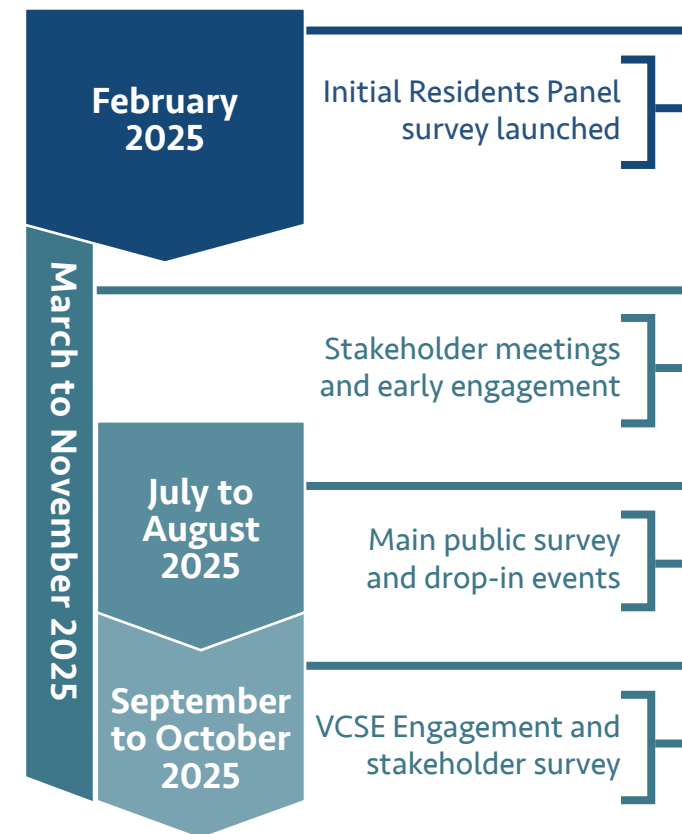 February
2025
Initial Residents Panel
survey launched
March to November 2025
Stakeholder meetings
and early engagement
July to
August
2025
Main public survey
and drop-in events
September
to October
2025
VCSE Engagement and
stakeholder survey